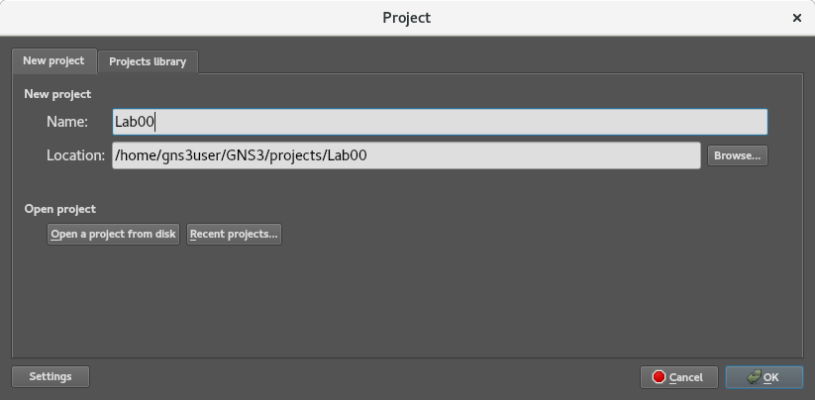 Project
New project Projects library
New project
Name: Lab00
Location: /home/gns3user/GNS3/projects/Lab00 Browse...
Open project
Open a project from disk Recent projects...
Settings Cancel OK